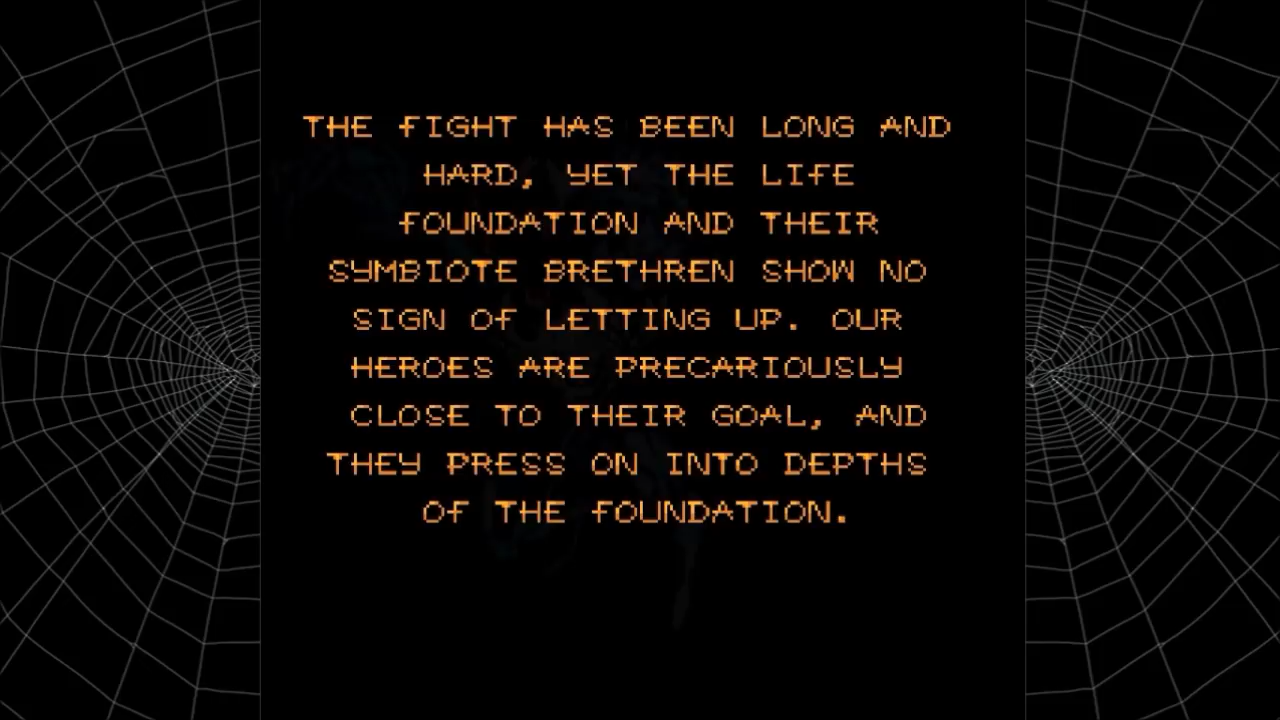 THE FIGHT HAS BEEN LONG AND
HARD, YET THE LIFE
FOUNDATION AND THEIR
SYMBIOTE BRETHREN SHOW NO
SIGN OF LETTING UP. OUR
HEROES ARE PRECARIOUSLY
CLOSE TO THEIR GOAL, AND
THEY PRESS ON INTO DEPTHS
OF THE FOUNDATION.